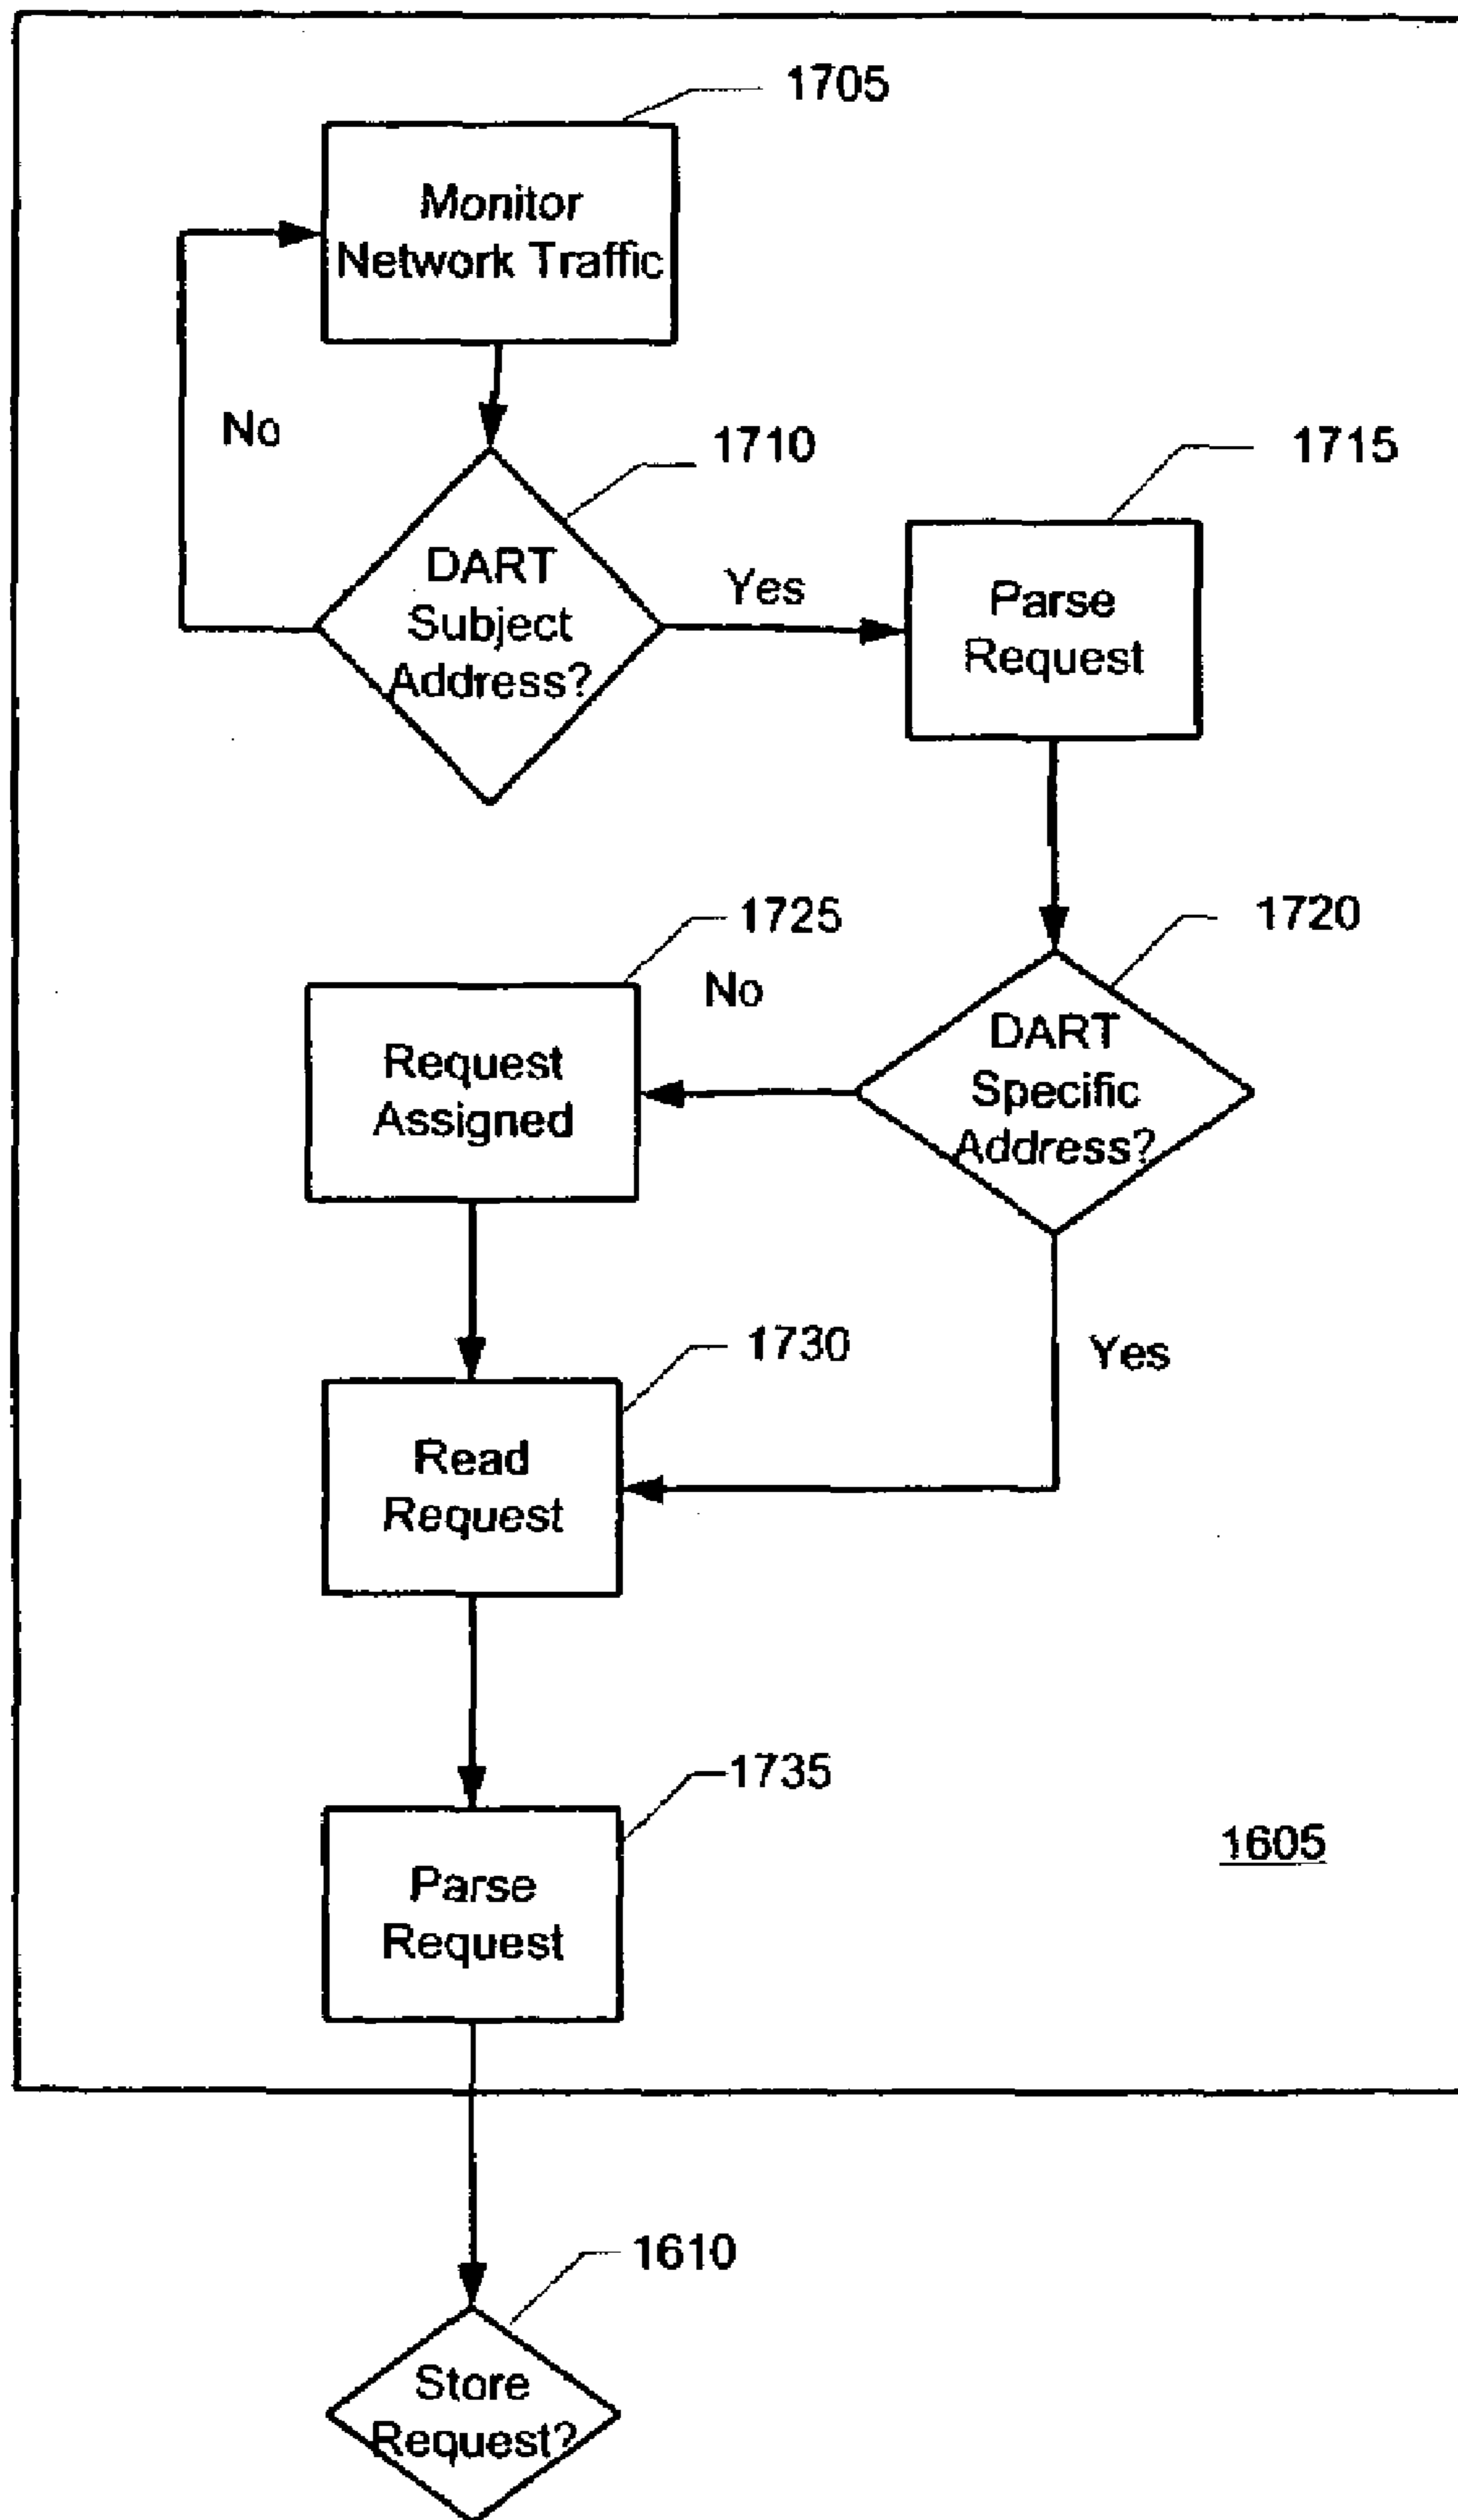 1705
Monitor
Network Traffic
No
1710
1715
DART
Subject
Address?
Yes
Parse
Request
1725
1720
No
Request
Assigned
DART
Specific
Address?
1730
Yes
Read
Request
1735
Parse
Request
1605
1610
Store
Request?